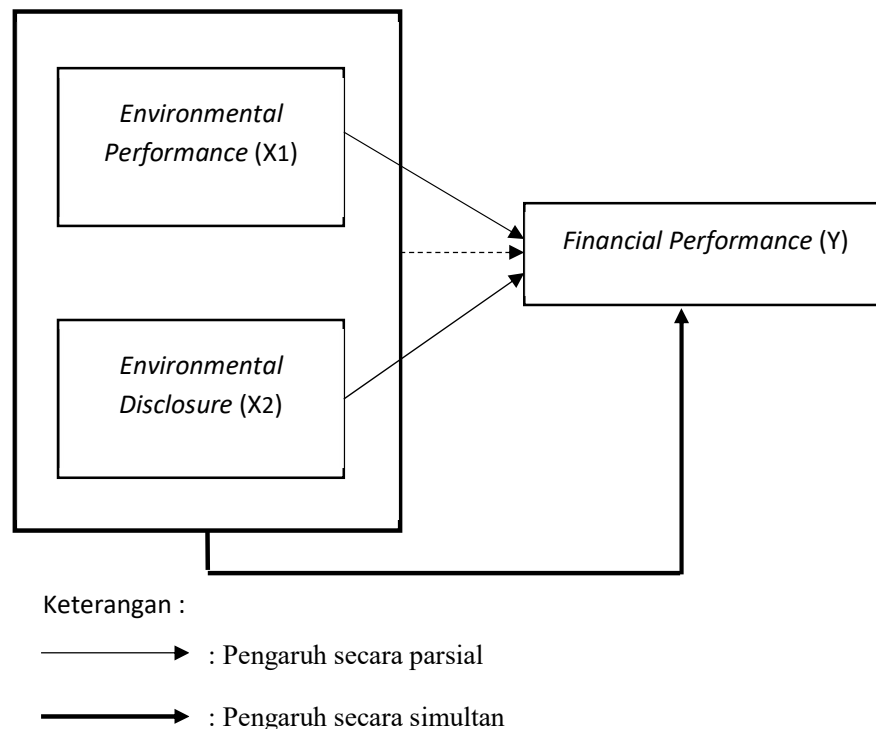 Environmental
Performance (X1)
Financial Performance (Y)
Environmental
Disclosure (X2)
Keterangan :
: Pengaruh secara parsial
: Pengaruh secara simultan